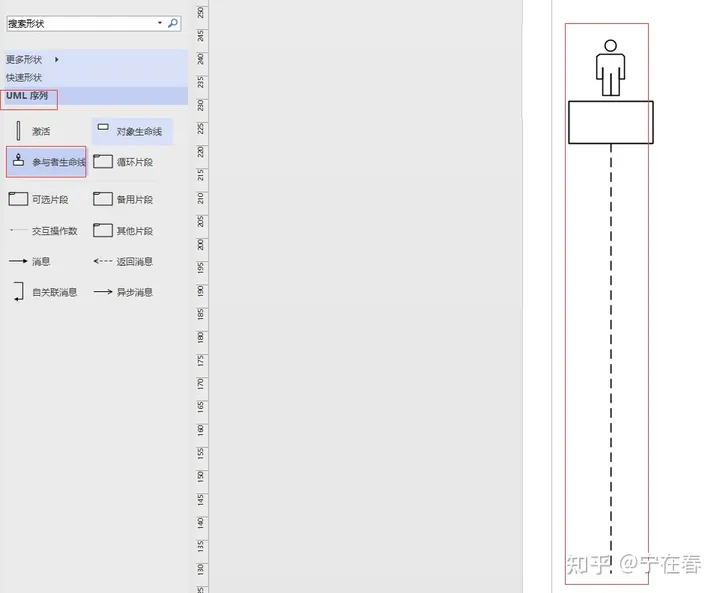 搜索形状
更多形状
快速形状
UML 序列
激活
对象生命线
参与者生命线
循环片段
可选片段
备用片段
交互操作数
其他片段
消息
返回消息
自关联消息
异步消息
250
245
240
235
230
225
220
215
210
205
200
195
190
185
180
175
170
165
160
155
150
145
140
135
130
知乎 @宁在春